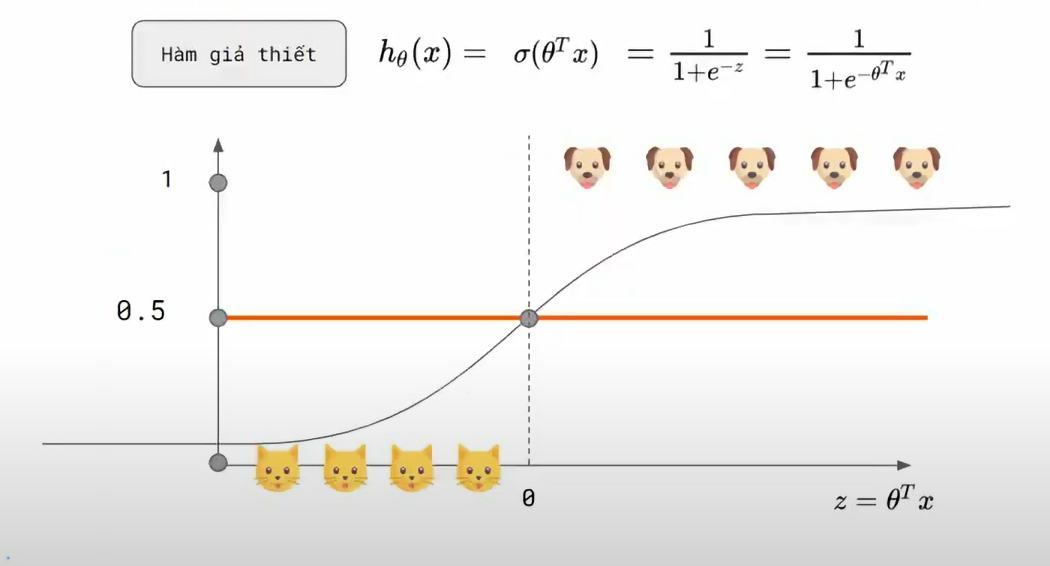 Hàm giả thiết h_θ(x) = σ(θ^T x) = 1/(1+e^{-z}) = 1/(1+e^{-θ^T x})
1
0.5
0
z = θ^T x